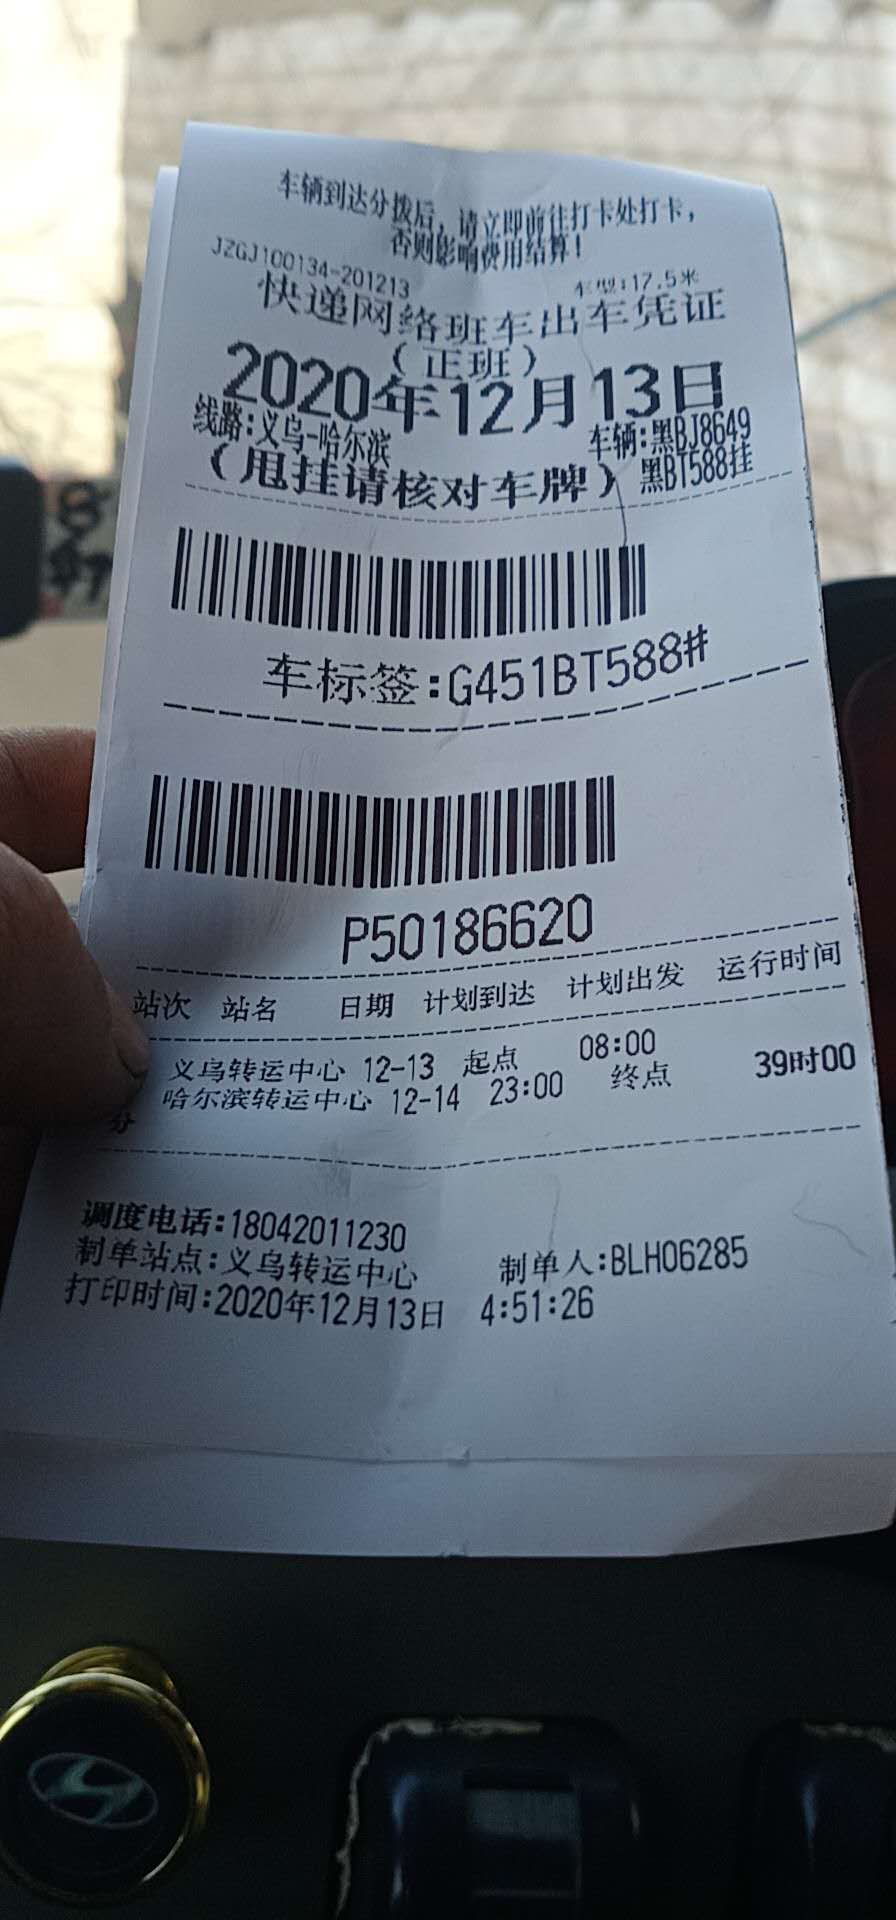 车辆到达分拨后，请立即前往打卡处打卡，
否则影响费用结算！
JZGJ100134-201213 车型:17.5米
快递网络班车出车凭证
（正班）
2020年12月13日
线路:义乌-哈尔滨 车辆:黑BJ8649
（甩挂请核对车牌） 黑BT588挂
车标签:G451BT588#
P50186620
站次 站名 日期 计划到达 计划出发 运行时间
义乌转运中心 12-13 起点 08:00
哈尔滨转运中心 12-14 23:00 终点 39时00
分
调度电话:18042011230
制单站点:义乌转运中心 制单人:BLH06285
打印时间:2020年12月13日 4:51:26